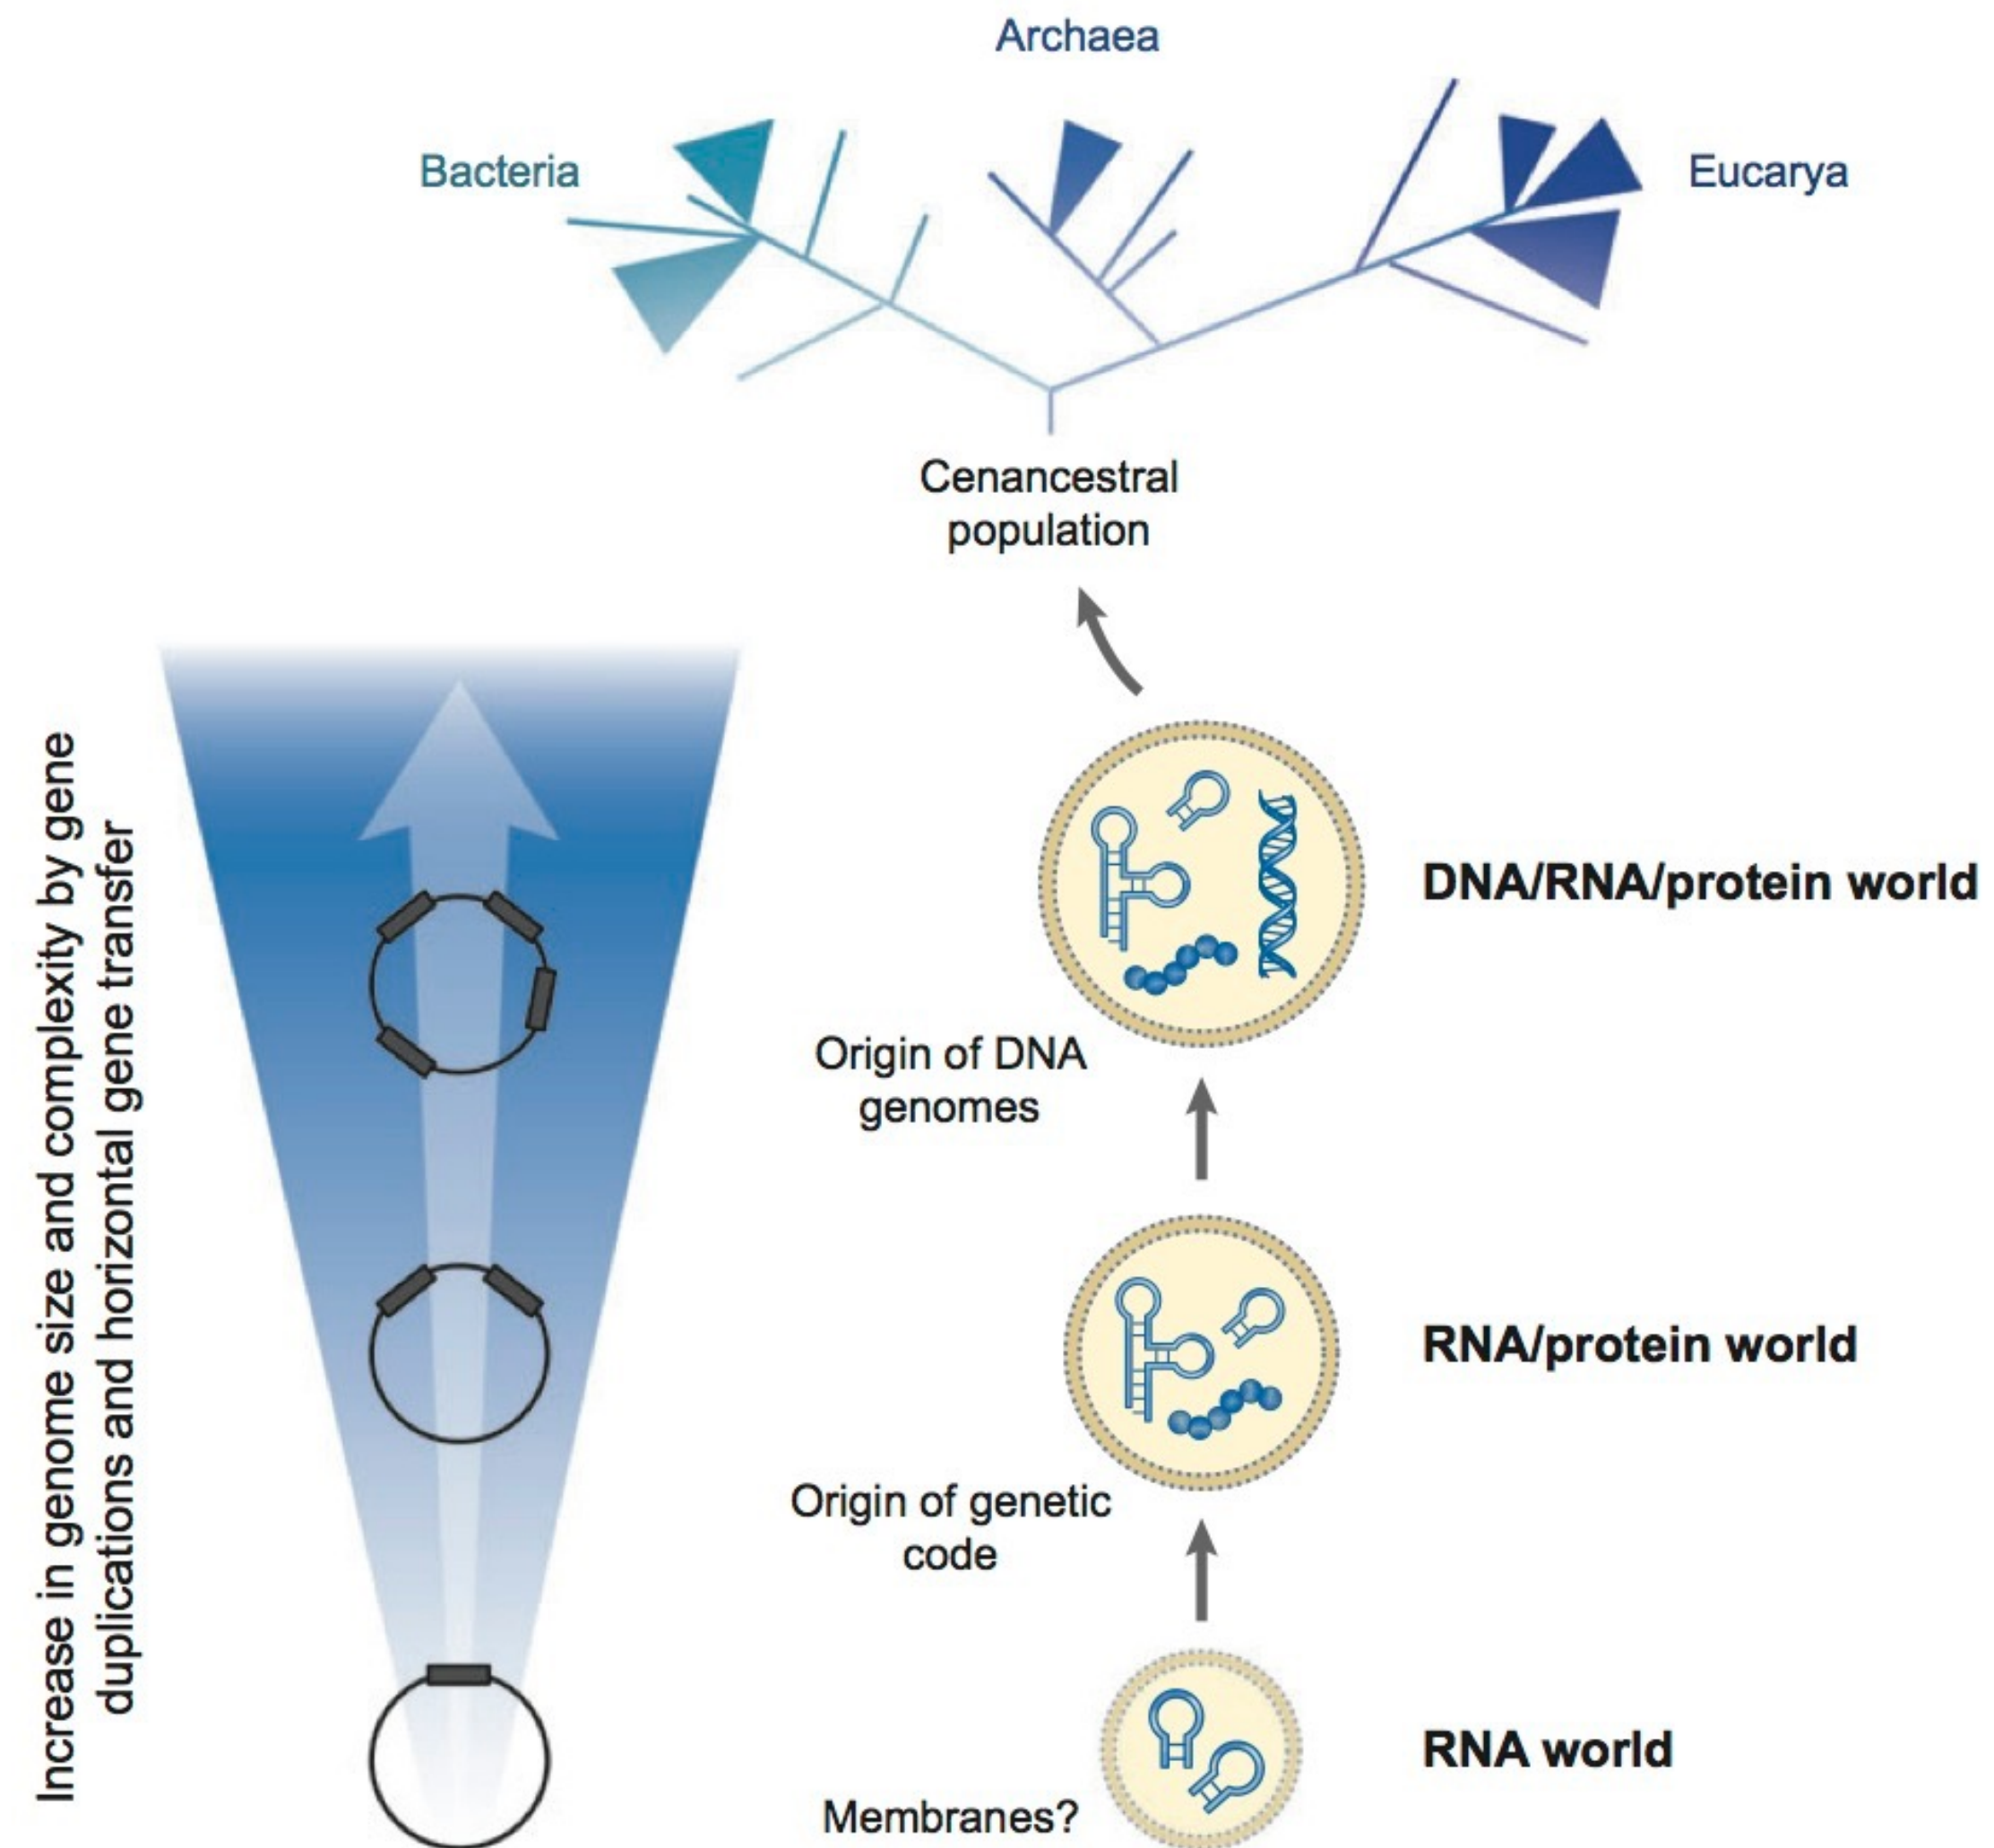 Archaea
Bacteria
Eucarya
Cenancestral
population
DNA/RNA/protein world
Origin of DNA
genomes
RNA/protein world
Origin of genetic
code
RNA world
Membranes?
Increase in genome size and complexity by gene
duplications and horizontal gene transfer